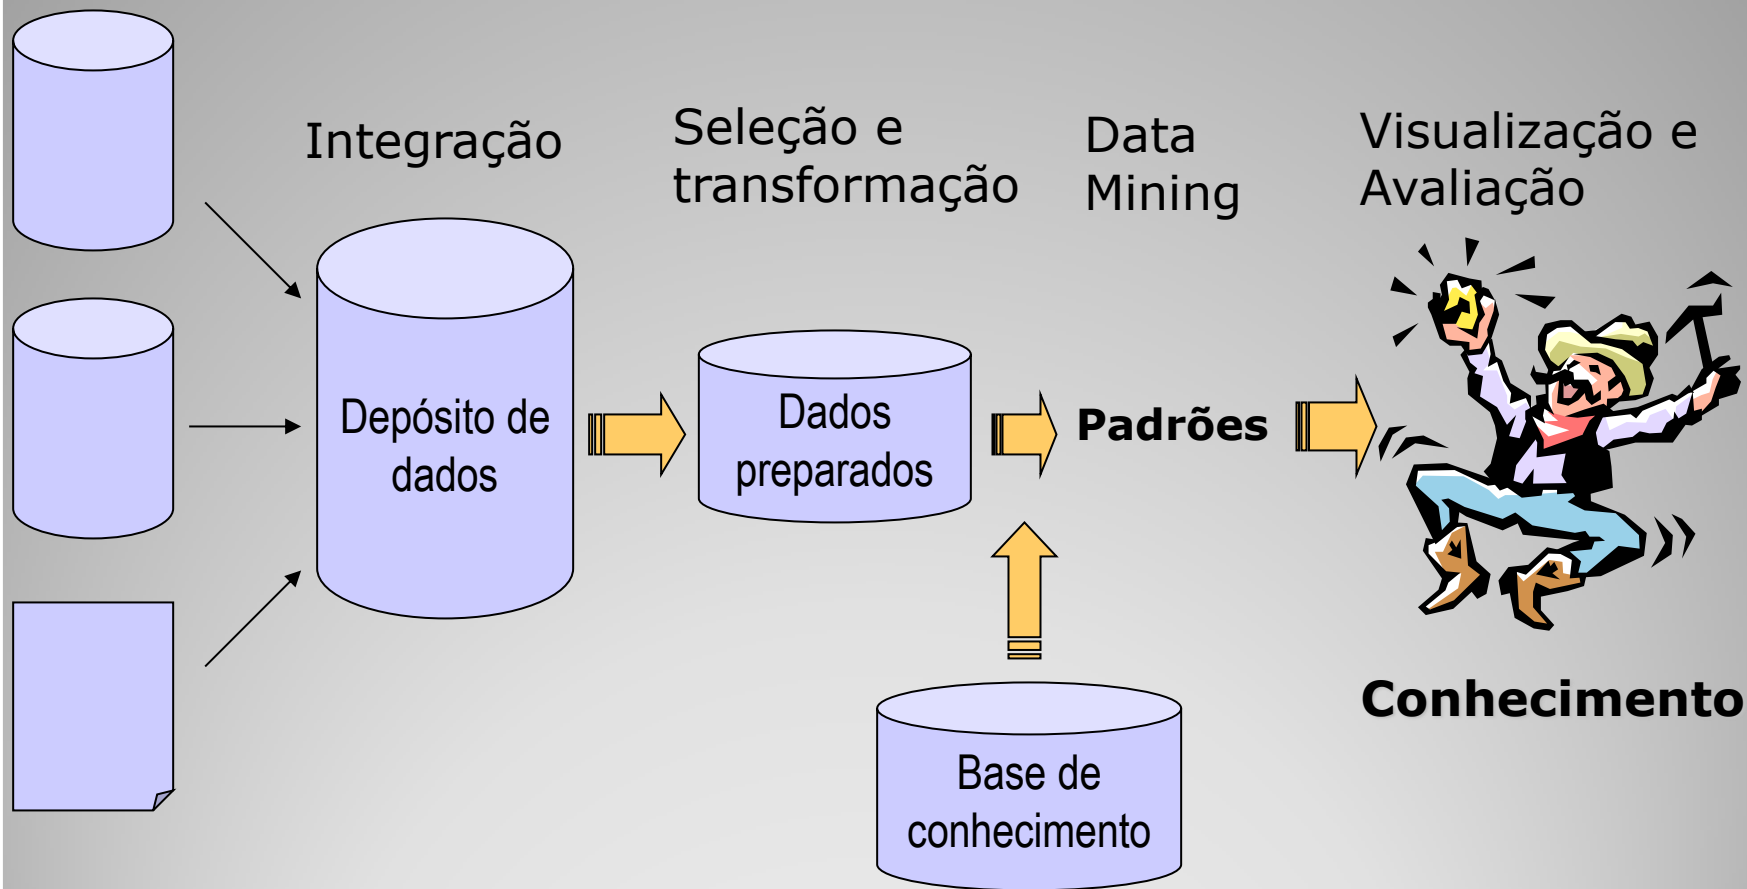 Integração
Seleção e
transformação
Data
Mining
Visualização e
Avaliação
Depósito de
dados
Dados
preparados
Padrões
Conhecimento
Base de
conhecimento